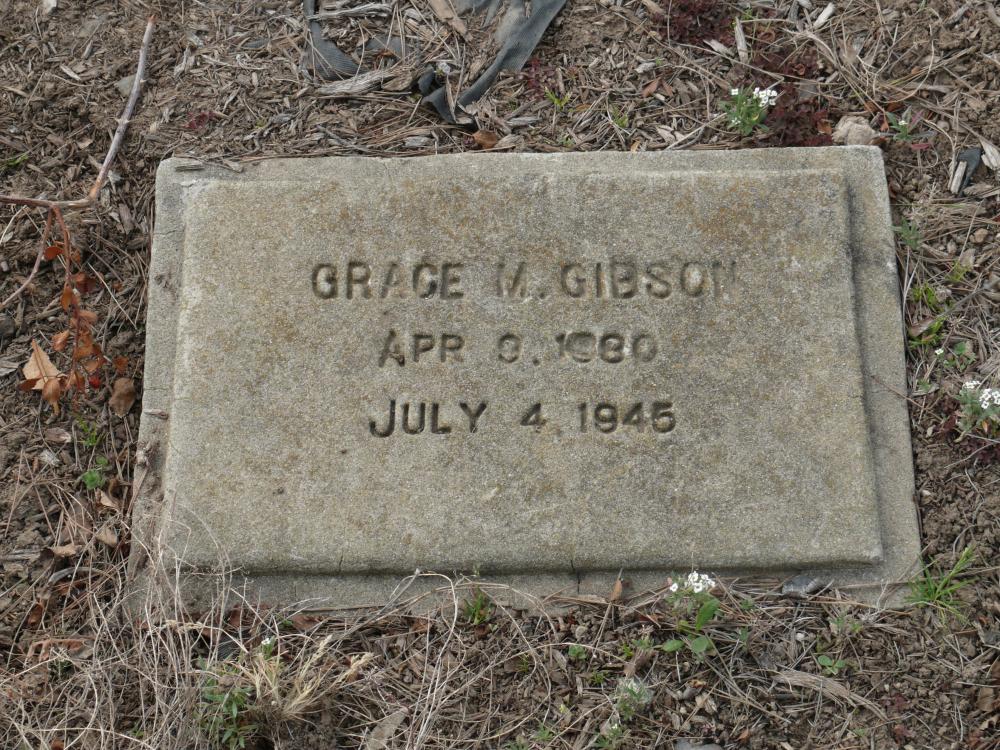 GRACE M. GIBSON
APR 9. 1880
JULY 4 1945